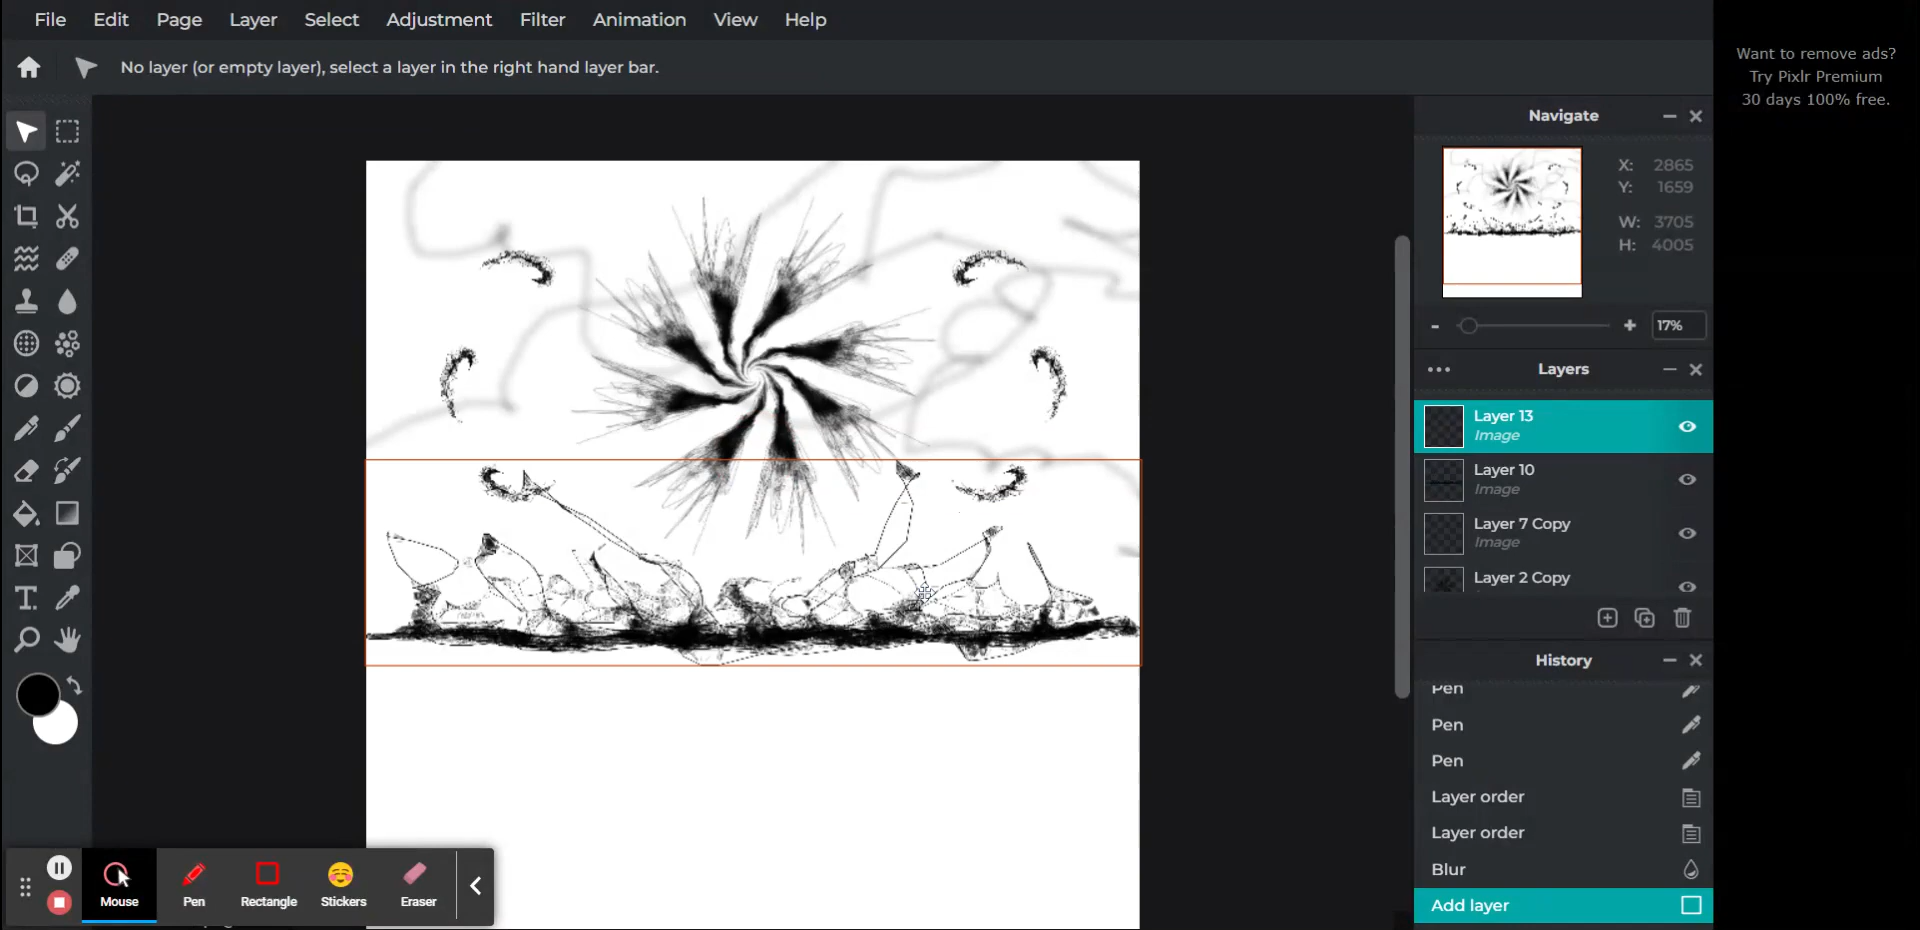 File Edit Page Layer Select Adjustment Filter Animation View Help
No layer (or empty layer), select a layer in the right hand layer bar.
Want to remove ads?
Try Pixlr Premium
30 days 100% free.
Navigate
X: 2865
Y: 1659
W: 3705
H: 4005
- + 17%
Layers
Layer 13
Image
Layer 10
Image
Layer 7 Copy
Image
Layer 2 Copy
History
Pen
Pen
Pen
Layer order
Layer order
Blur
Add layer
Mouse Pen Rectangle Stickers Eraser